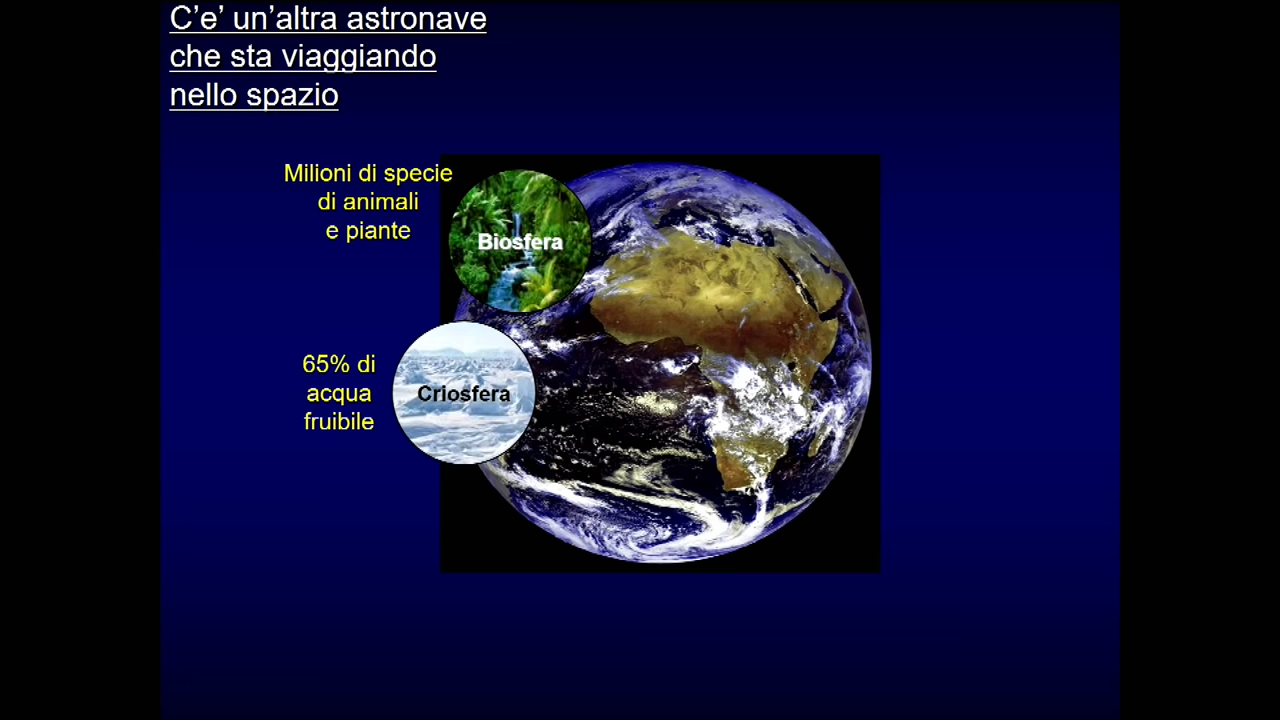 C’e’ un’altra astronave
che sta viaggiando
nello spazio
Milioni di specie
di animali
e piante
Biosfera
65% di
acqua
fruibile
Criosfera